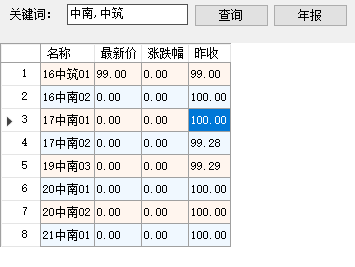 关键词： 中南,中筑 查询 年报
名称 最新价 涨跌幅 昨收
1 16中筑01 99.00 0.00 99.00
2 16中南02 0.00 0.00 100.00
3 17中南01 0.00 0.00 100.00
4 17中南02 0.00 0.00 99.28
5 19中南03 0.00 0.00 99.29
6 20中南01 0.00 0.00 100.00
7 20中南02 0.00 0.00 100.00
8 21中南01 0.00 0.00 100.00